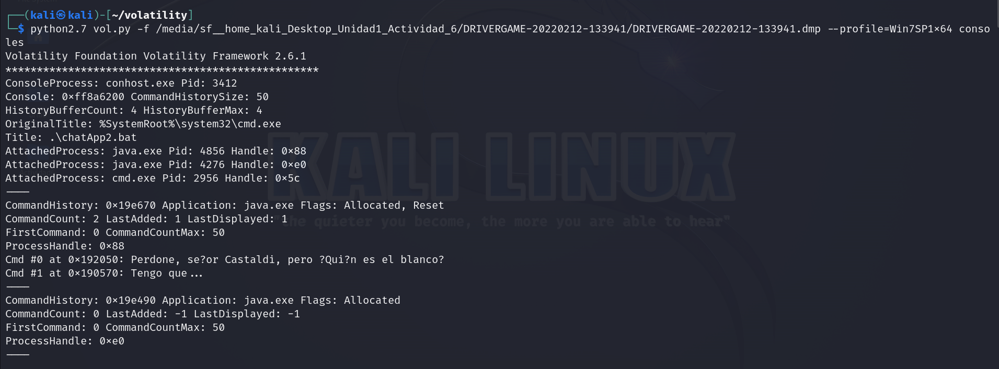 ┌──(kali㉿kali)-[~/volatility]
└─$ python2.7 vol.py -f /media/sf__home_kali_Desktop_Unidad1_Actividad_6/DRIVERGAME-20220212-133941/DRIVERGAME-20220212-133941.dmp --profile=Win7SP1x64 conso
les
Volatility Foundation Volatility Framework 2.6.1
**************************************************
ConsoleProcess: conhost.exe Pid: 3412
Console: 0xff8a6200 CommandHistorySize: 50
HistoryBufferCount: 4 HistoryBufferMax: 4
OriginalTitle: %SystemRoot%\system32\cmd.exe
Title: .\chatApp2.bat
AttachedProcess: java.exe Pid: 4856 Handle: 0x88
AttachedProcess: java.exe Pid: 4276 Handle: 0xe0
AttachedProcess: cmd.exe Pid: 2956 Handle: 0x5c
----
CommandHistory: 0x19e670 Application: java.exe Flags: Allocated, Reset
CommandCount: 2 LastAdded: 1 LastDisplayed: 1
FirstCommand: 0 CommandCountMax: 50
ProcessHandle: 0x88
Cmd #0 at 0x192050: Perdone, se?or Castaldi, pero ?Qui?n es el blanco?
Cmd #1 at 0x190570: Tengo que...
----
CommandHistory: 0x19e490 Application: java.exe Flags: Allocated
CommandCount: 0 LastAdded: -1 LastDisplayed: -1
FirstCommand: 0 CommandCountMax: 50
ProcessHandle: 0xe0
----
KALI LINUX
"the quieter you become, the more you are able to hear"